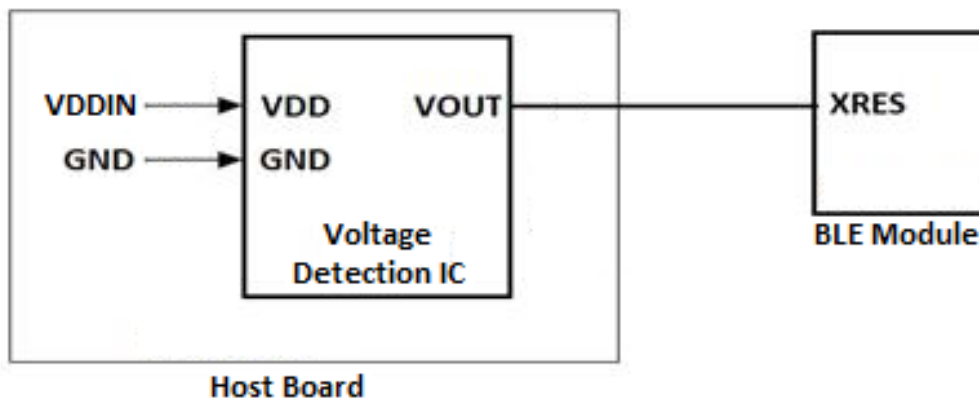 VDDIN
VDD
VOUT
XRES
GND
GND
Voltage
Detection IC
BLE Module
Host Board